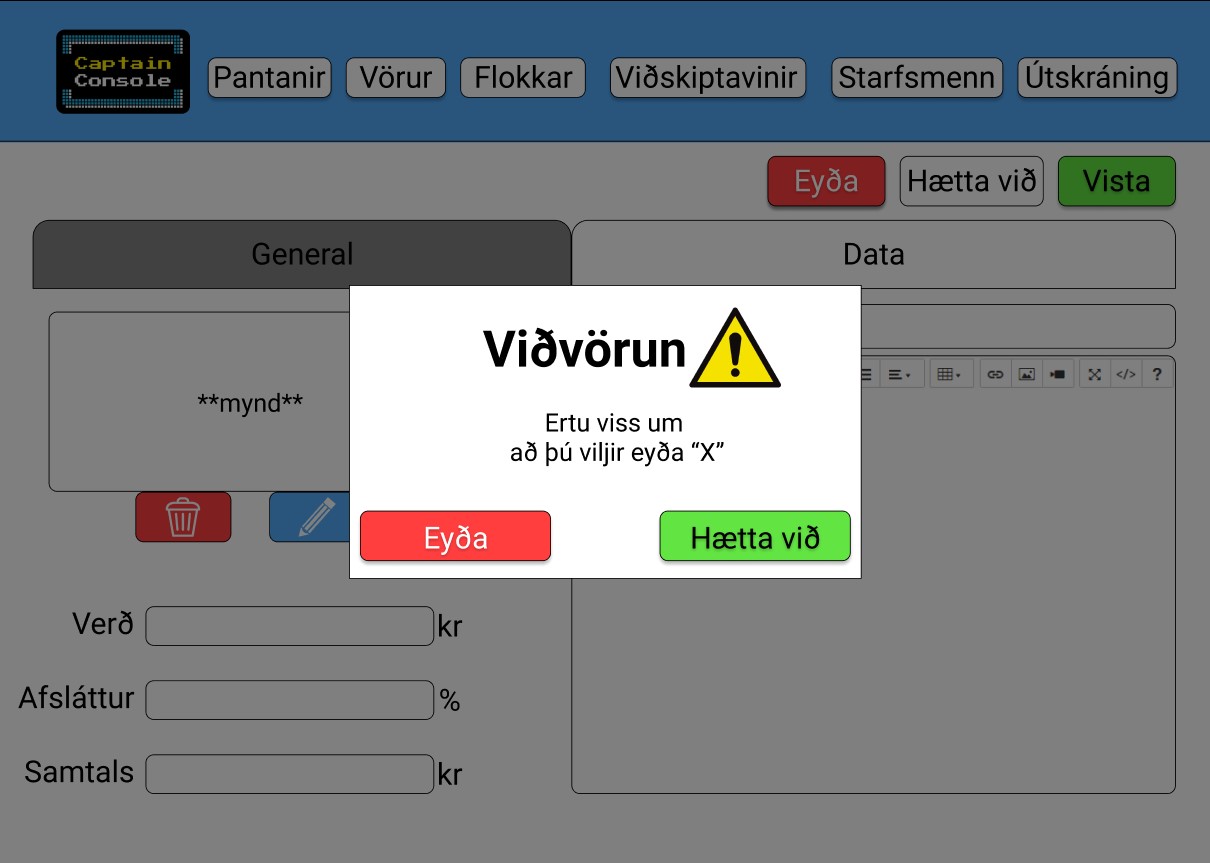 Captain
Console
Pantanir
Vörur
Flokkar
Viðskiptavinir
Starfsmenn
Útskráning
Eyða
Hætta við
Vista
General
Data
**mynd**
</>
?
Viðvörun
Ertu viss um
að þú viljir eyða “X”
Eyða
Hætta við
Verð
kr
Afsláttur
%
Samtals
kr